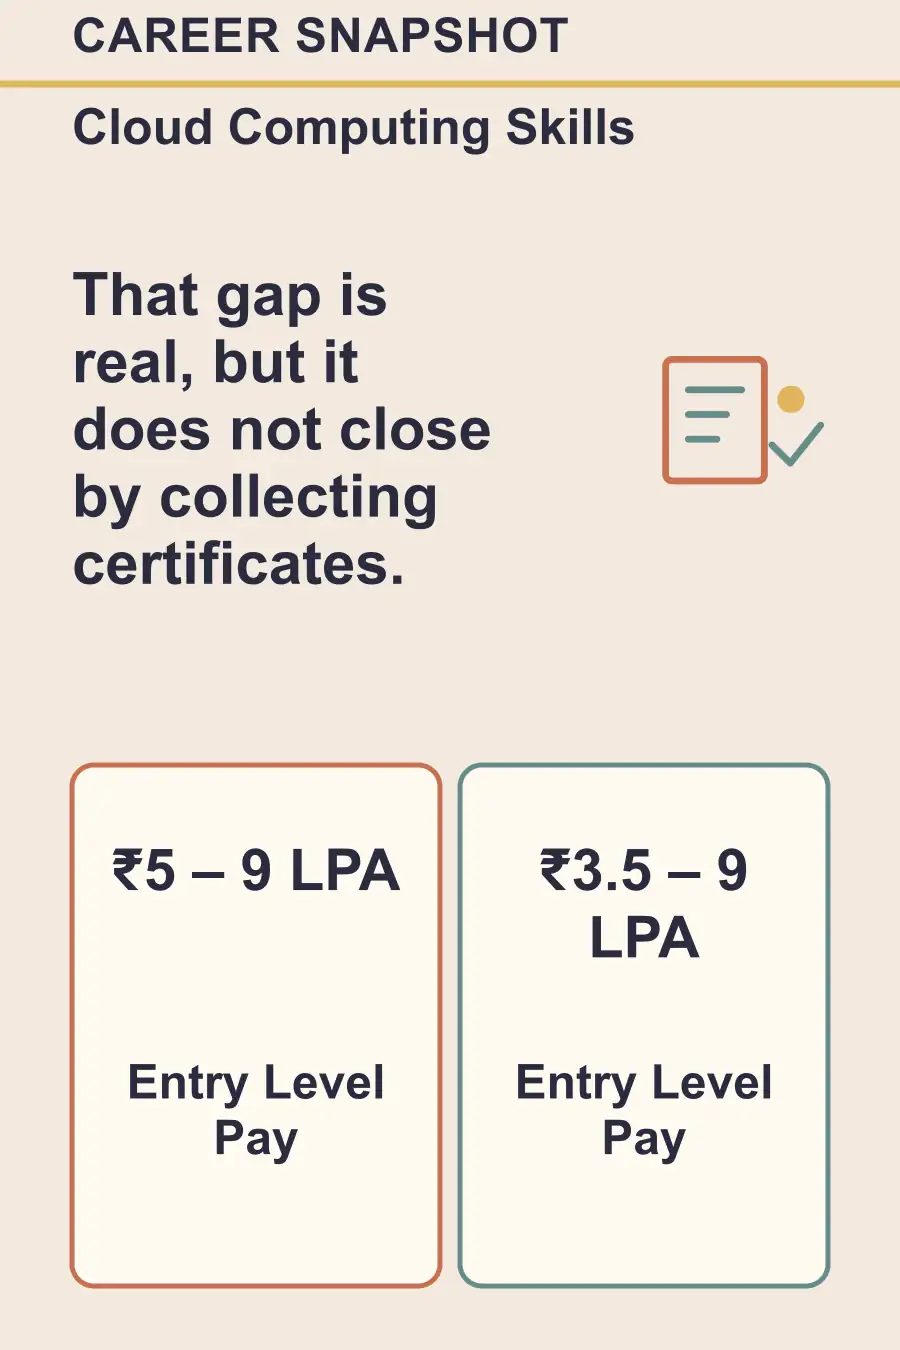 CAREER SNAPSHOT
Cloud Computing Skills
That gap is
real, but it
does not close
by collecting
certificates.
₹5 – 9 LPA
Entry Level
Pay
₹3.5 – 9
LPA
Entry Level
Pay